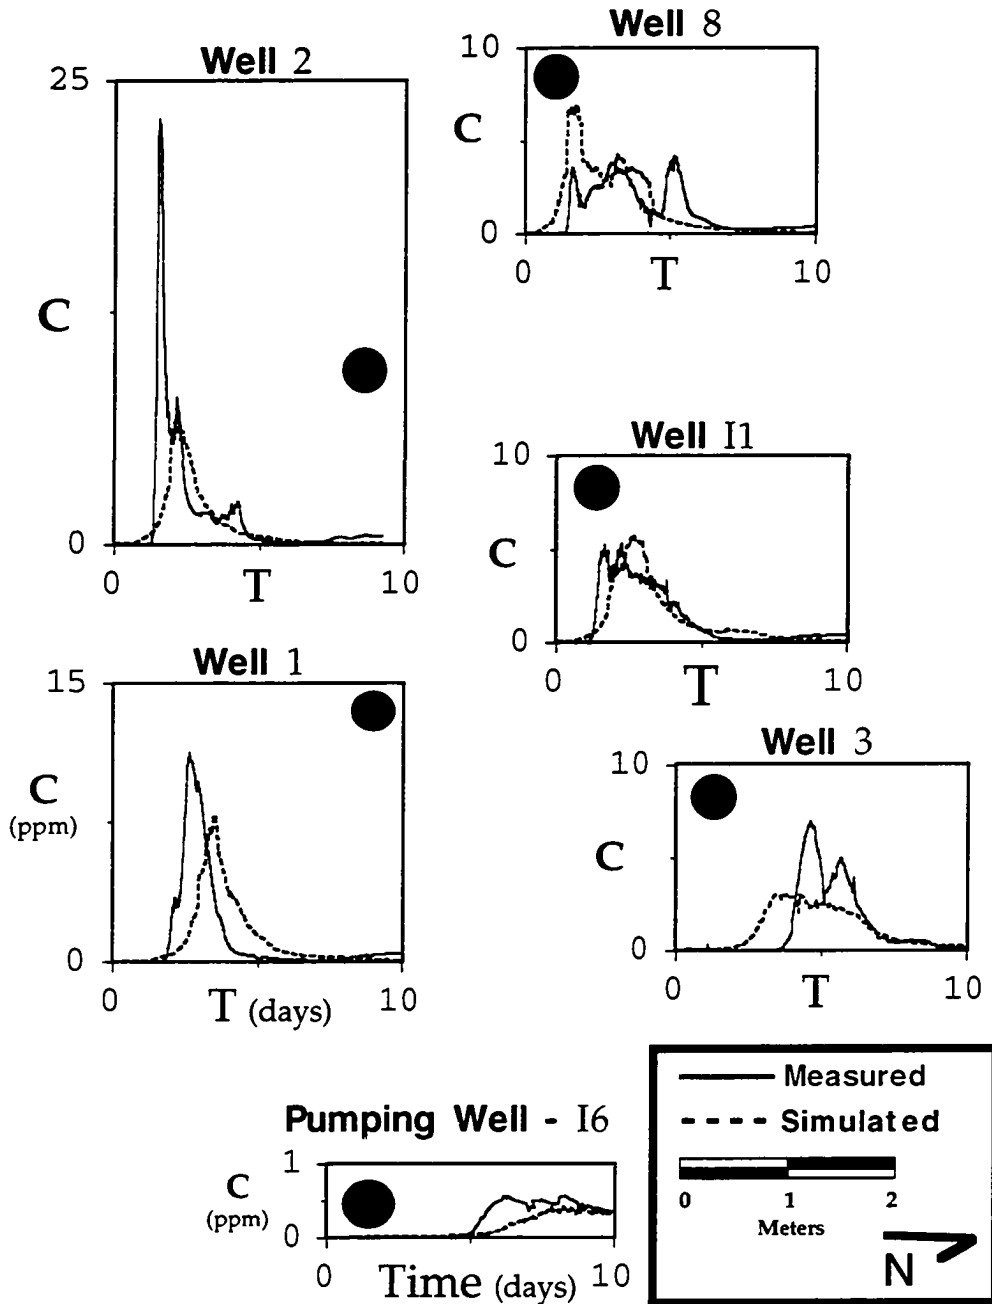 Well 8
10
C
0
0 T 10
Well 2
25
C
0
0 T 10
Well I1
10
C
0
0 T 10
Well 1
15
C
(ppm)
0
0 T (days) 10
Well 3
10
C
0
0 T 10
Pumping Well - I6
1
C
(ppm)
0
0 Time (days) 10
Measured
Simulated
0 1 2
Meters
N